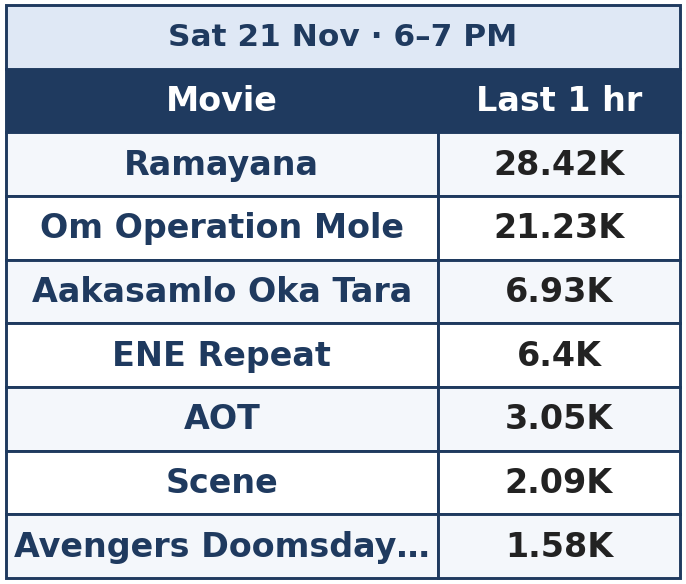 Sat 21 Nov · 6–7 PM
Movie Last 1 hr
Ramayana 28.42K
Om Operation Mole 21.23K
Aakasamlo Oka Tara 6.93K
ENE Repeat 6.4K
AOT 3.05K
Scene 2.09K
Avengers Doomsday... 1.58K